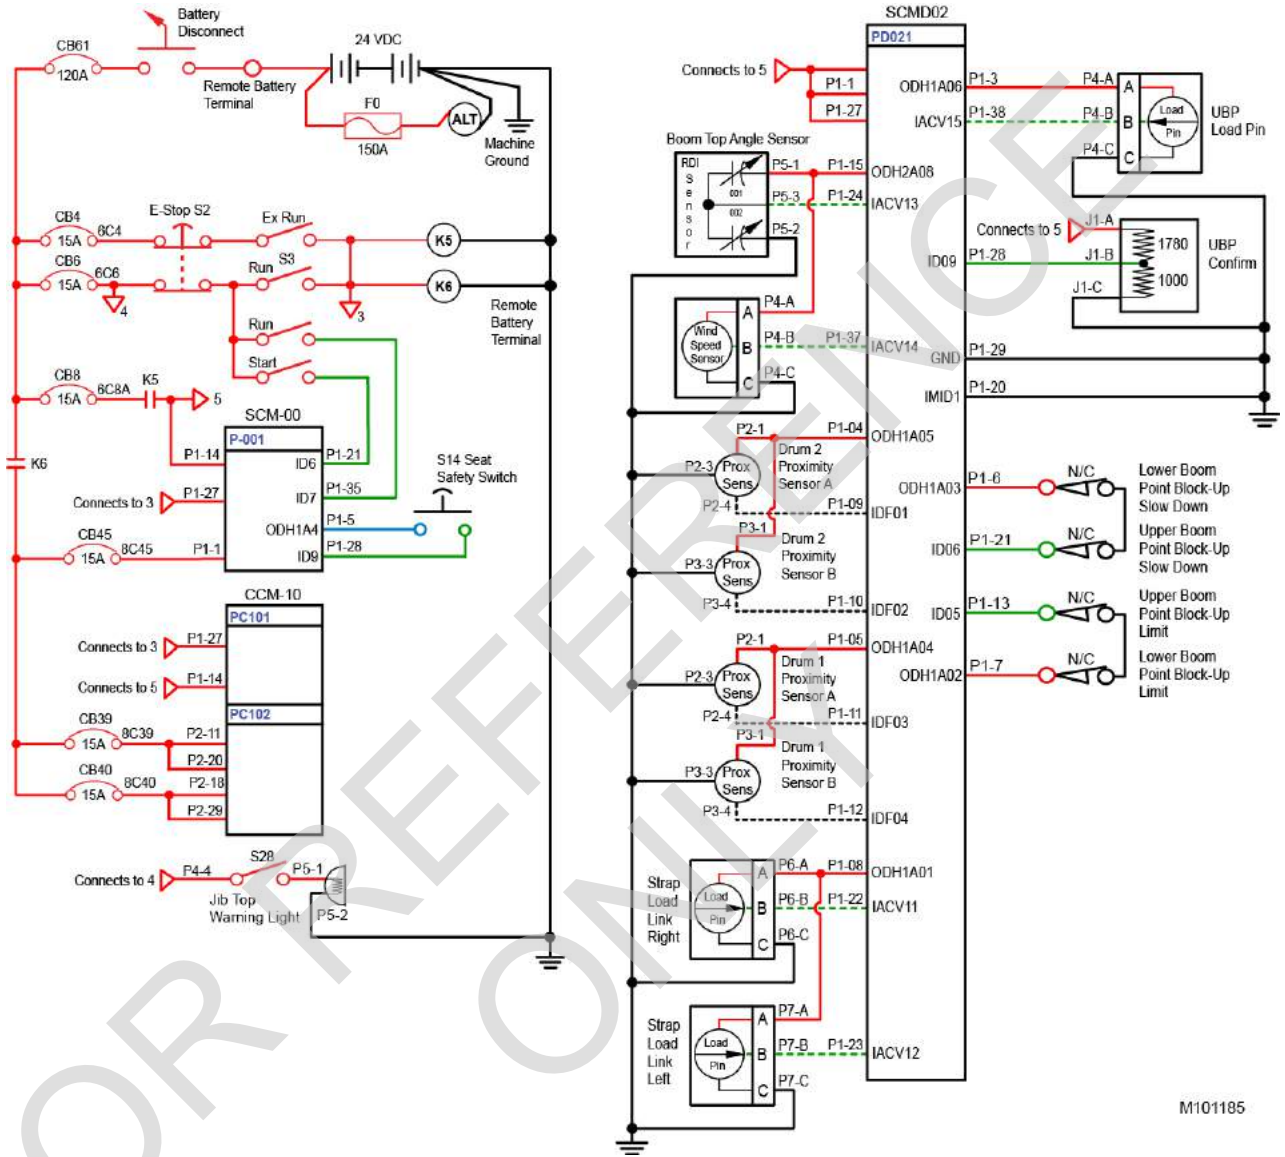 Battery
Disconnect
CB61
120A
24 VDC
Remote Battery
Terminal
F0
150A
ALT
Machine
Ground
CB4
15A
6C4
E-Stop S2
Ex Run
K5
CB6
15A
6C6
4
Run
S3
3
K6
Remote
Battery
Terminal
Run
Start
CB8
15A
6C8A
K5
5
K6
SCM-00
P-001
P1-14
ID6
P1-21
Connects to 3
P1-27
ID7
P1-35
S14 Seat
Safety Switch
ODH1A4
P1-5
CB45
15A
8C45
P1-1
ID9
P1-28
CCM-10
PC101
Connects to 3
P1-27
Connects to 5
P1-14
PC102
CB39
15A
8C39
P2-11
P2-20
CB40
15A
8C40
P2-18
P2-29
Connects to 4
P4-4
S28
P5-1
Jib Top
Warning Light
P5-2
SCMD02
PD021
Connects to 5
P1-1
P1-27
Boom Top Angle Sensor
RDI
Sensor
001
002
P5-1
P1-15
ODH2A08
P5-3
P1-24
IACV13
P5-2
Wind
Speed
Sensor
A
B
C
P4-A
P4-B
P1-37
IACV14
P4-C
P2-1
P1-04
ODH1A05
P2-3
Prox
Sens
Drum 2
Proximity
Sensor A
P2-4
P1-09
IDF01
P3-1
P3-3
Prox
Sens
Drum 2
Proximity
Sensor B
P3-4
P1-10
IDF02
P2-1
P1-05
ODH1A04
P2-3
Prox
Sens
Drum 1
Proximity
Sensor A
P2-4
P1-11
IDF03
P3-1
P3-3
Prox
Sens
Drum 1
Proximity
Sensor B
P3-4
P1-12
IDF04
Strap
Load
Link
Right
Load
Pin
A
B
C
P6-A
P1-08
ODH1A01
P6-B
P1-22
IACV11
P6-C
Strap
Load
Link
Left
Load
Pin
A
B
C
P7-A
P7-B
P1-23
IACV12
P7-C
ODH1A06
P1-3
P4-A
A
IACV15
P1-38
P4-B
B
P4-C
C
Load
Pin
UBP
Load Pin
Connects to 5
J1-A
1780
UBP
Confirm
ID09
P1-28
J1-B
1000
J1-C
GND
P1-29
IMID1
P1-20
ODH1A03
P1-6
N/C
Lower Boom
Point Block-Up
Slow Down
ID06
P1-21
N/C
Upper Boom
Point Block-Up
Slow Down
ID05
P1-13
N/C
Upper Boom
Point Block-Up
Limit
ODH1A02
P1-7
N/C
Lower Boom
Point Block-Up
Limit
M101185
OR REFERENCE
ONLY